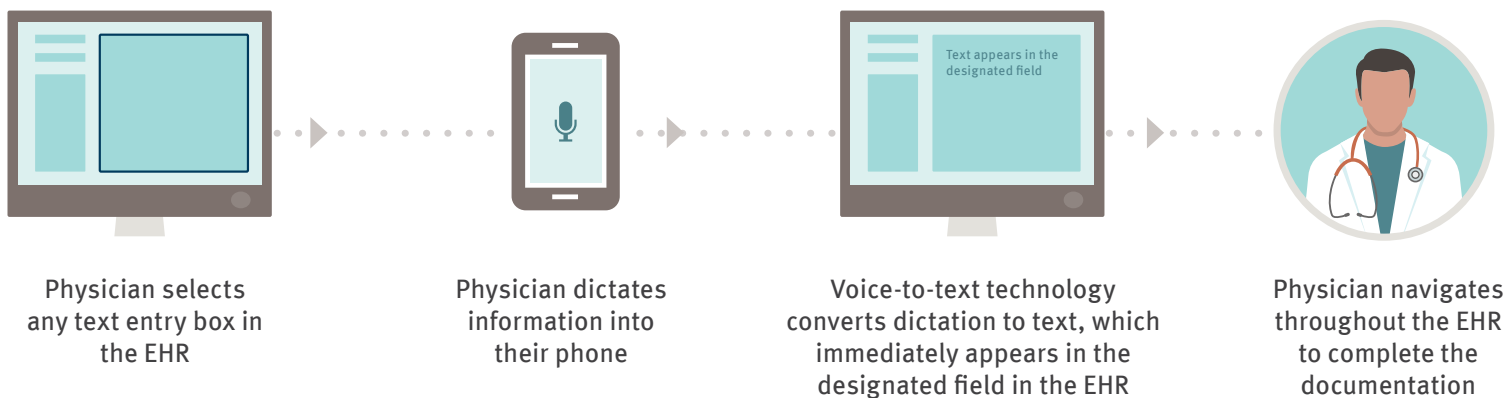 Text appears in the
designated field
Physician selects
any text entry box in
the EHR
Physician dictates
information into
their phone
Voice-to-text technology
converts dictation to text, which
immediately appears in the
designated field in the EHR
Physician navigates
throughout the EHR
to complete the
documentation